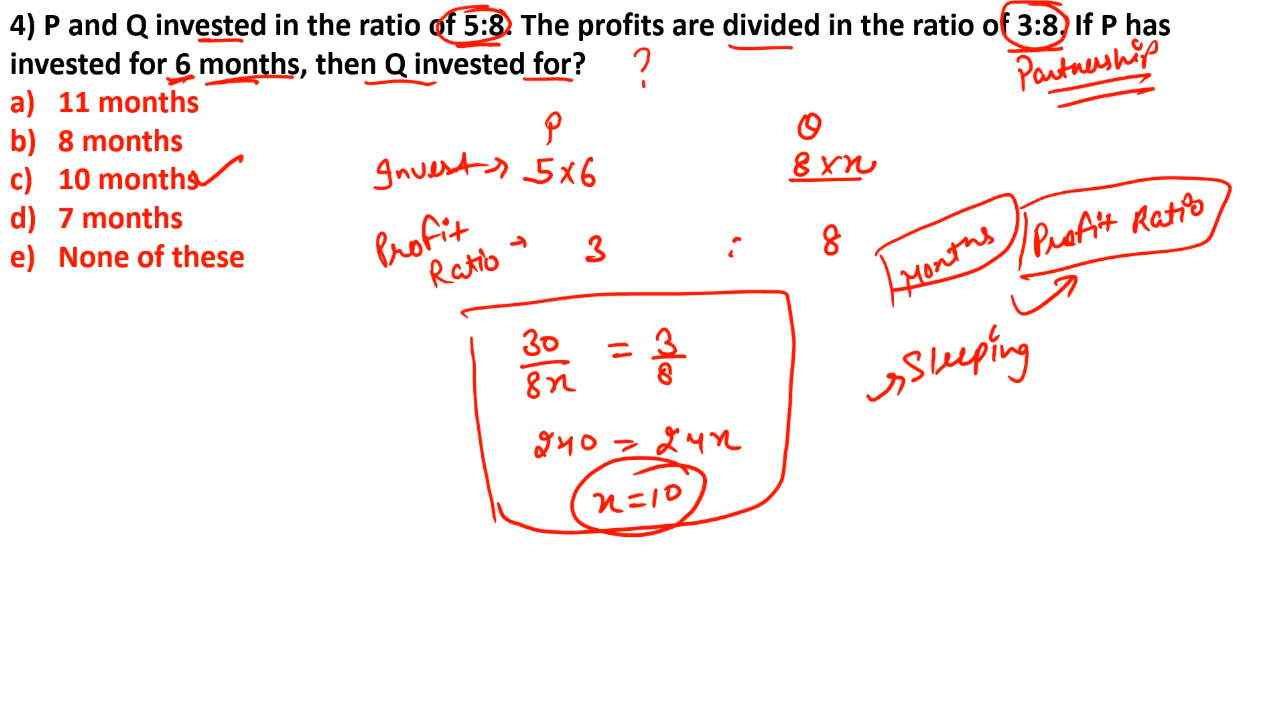 4) P and Q invested in the ratio of 5:8. The profits are divided in the ratio of 3:8. If P has
invested for 6 months, then Q invested for?
?
Partnership
a) 11 months
b) 8 months
c) 10 months
d) 7 months
e) None of these
P Q
Invest → 5×6 8×x
Profit Ratio → 3 : 8
Months Profit Ratio
Sleeping
30/8x = 3/8
240 = 24x
x=10